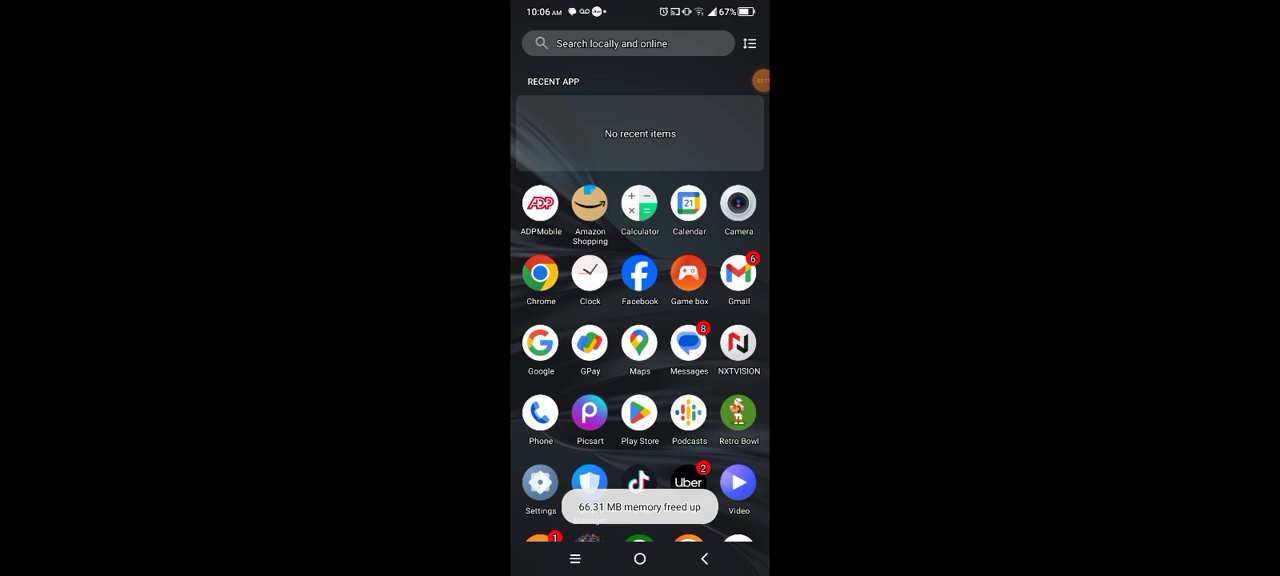 10:06 AM 67%
Search locally and online
RECENT APP
No recent items
ADP
ADPMobile
Amazon
Shopping
Calculator
21
Calendar
Camera
Chrome
Clock
Facebook
Game box
6
Gmail
Google
GPay
Maps
8
Messages
NXTVISION
Phone
Picsart
Play Store
Podcasts
Retro Bowl
Settings
Uber
2
Video
66.31 MB memory freed up
1